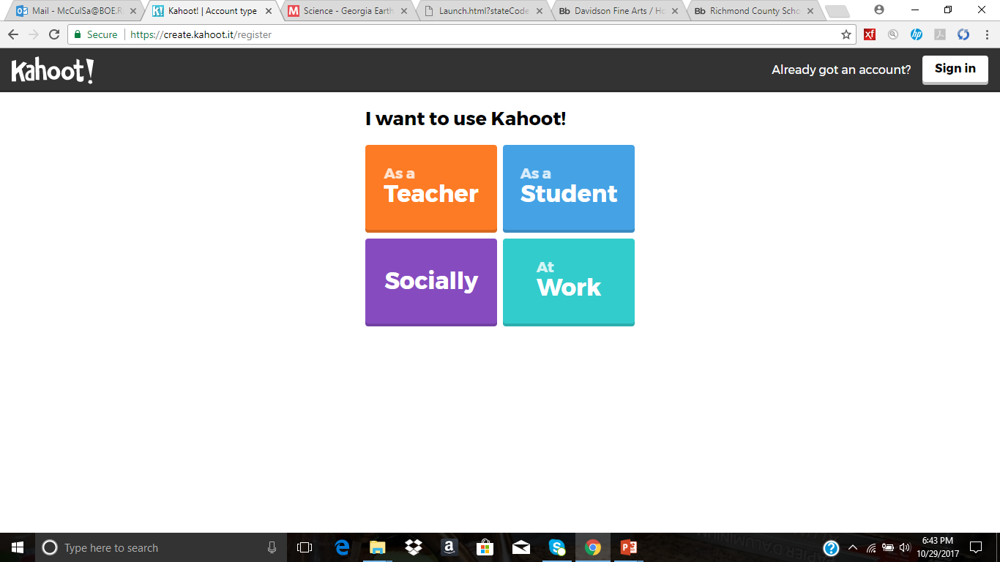 Mail - McCulSa@BOE.Ri
Kahoot! | Account type
Science - Georgia Earth
Launch.html?stateCode
Davidson Fine Arts / Ho
Richmond County Scho
Secure
https://create.kahoot.it/register
Kahoot!
Already got an account?
Sign in
I want to use Kahoot!
As a
Teacher
As a
Student
Socially
At
Work
Type here to search
6:43 PM
10/29/2017